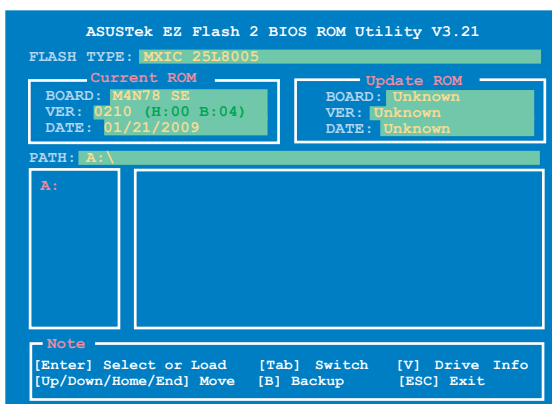 ASUSTek EZ Flash 2 BIOS ROM Utility V3.21
FLASH TYPE: MXIC 25L8005
Current ROM
BOARD: M4N78 SE
VER: 0210 (H:00 B:04)
DATE: 01/21/2009
Update ROM
BOARD: Unknown
VER: Unknown
DATE: Unknown
PATH: A:\
A:
Note
[Enter] Select or Load [Tab] Switch [V] Drive Info
[Up/Down/Home/End] Move [B] Backup [ESC] Exit